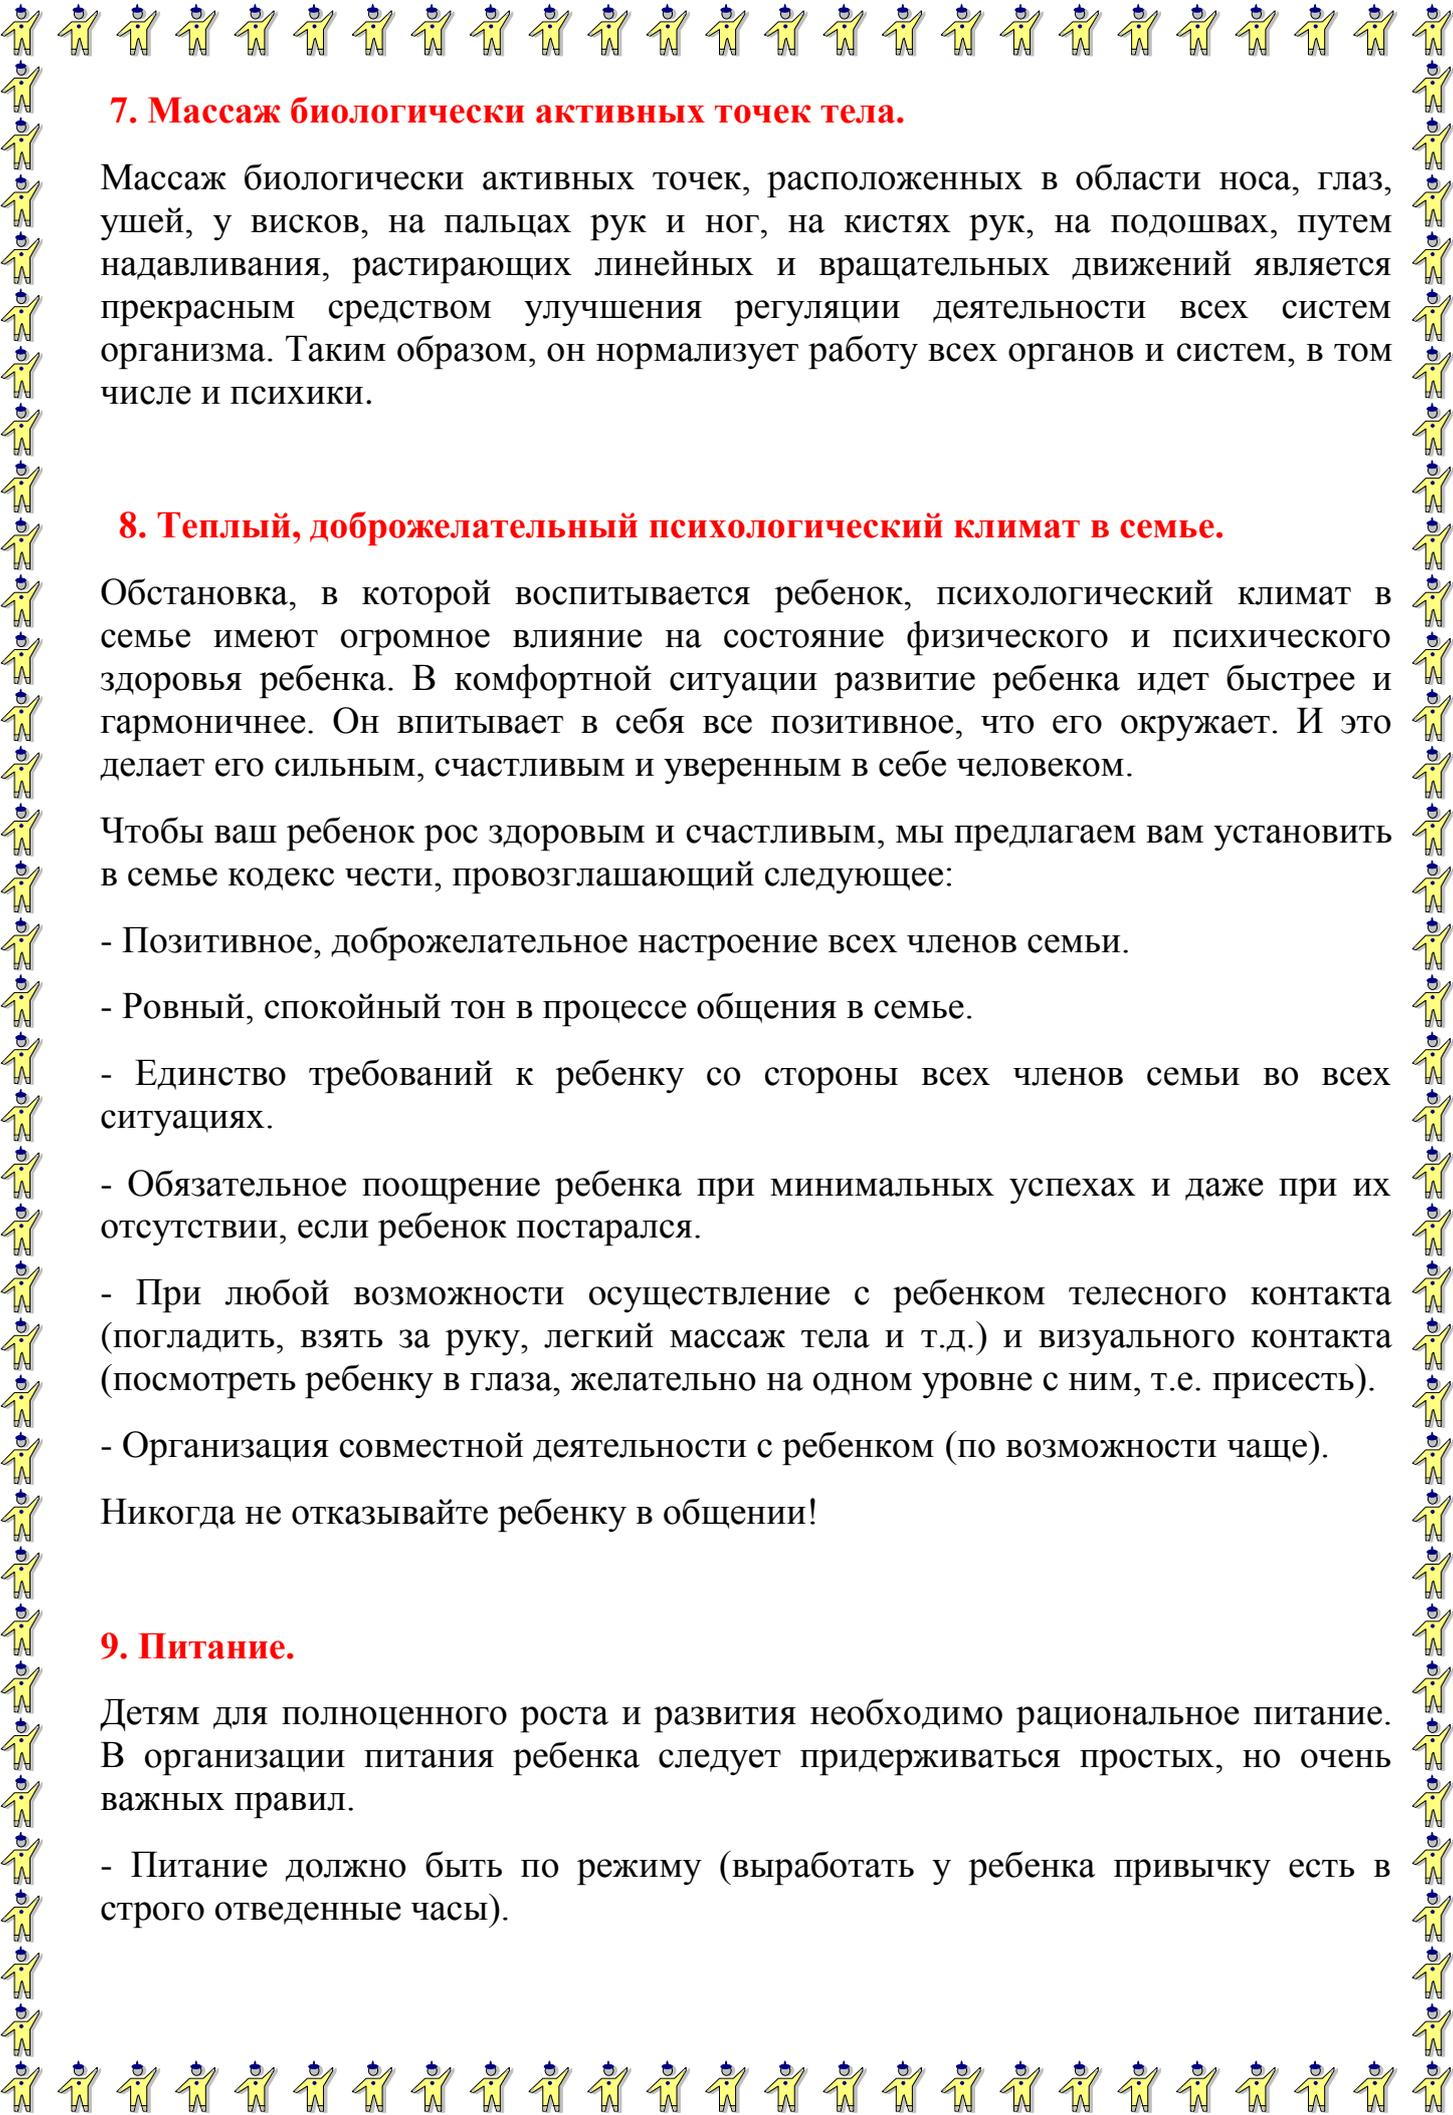 7. Массаж биологически активных точек тела.
Массаж биологически активных точек, расположенных в области носа, глаз,
ушей, у висков, на пальцах рук и ног, на кистях рук, на подошвах, путем
надавливания, растирающих линейных и вращательных движений является
прекрасным средством улучшения регуляции деятельности всех систем
организма. Таким образом, он нормализует работу всех органов и систем, в том
числе и психики.
8. Теплый, доброжелательный психологический климат в семье.
Обстановка, в которой воспитывается ребенок, психологический климат в
семье имеют огромное влияние на состояние физического и психического
здоровья ребенка. В комфортной ситуации развитие ребенка идет быстрее и
гармоничнее. Он впитывает в себя все позитивное, что его окружает. И это
делает его сильным, счастливым и уверенным в себе человеком.
Чтобы ваш ребенок рос здоровым и счастливым, мы предлагаем вам установить
в семье кодекс чести, провозглашающий следующее:
- Позитивное, доброжелательное настроение всех членов семьи.
- Ровный, спокойный тон в процессе общения в семье.
- Единство требований к ребенку со стороны всех членов семьи во всех
ситуациях.
- Обязательное поощрение ребенка при минимальных успехах и даже при их
отсутствии, если ребенок постарался.
- При любой возможности осуществление с ребенком телесного контакта
(погладить, взять за руку, легкий массаж тела и т.д.) и визуального контакта
(посмотреть ребенку в глаза, желательно на одном уровне с ним, т.е. присесть).
- Организация совместной деятельности с ребенком (по возможности чаще).
Никогда не отказывайте ребенку в общении!
9. Питание.
Детям для полноценного роста и развития необходимо рациональное питание.
В организации питания ребенка следует придерживаться простых, но очень
важных правил.
- Питание должно быть по режиму (выработать у ребенка привычку есть в
строго отведенные часы).